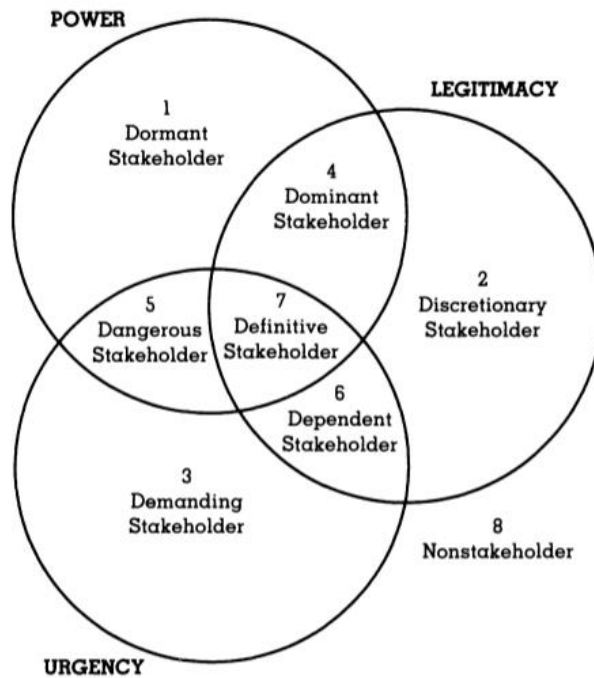 POWER
LEGITIMACY
1
Dormant
Stakeholder
4
Dominant
Stakeholder
2
Discretionary
Stakeholder
5
Dangerous
Stakeholder
7
Definitive
Stakeholder
6
Dependent
Stakeholder
3
Demanding
Stakeholder
8
Nonstakeholder
URGENCY